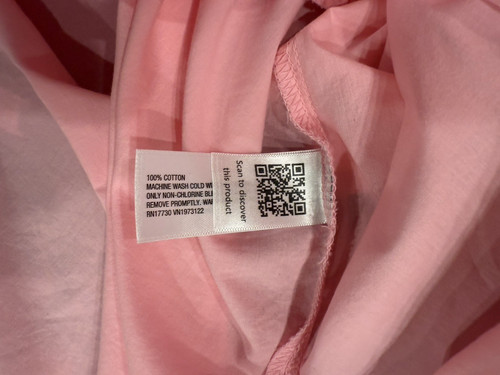 100% COTTON
MACHINE WASH COLD
ONLY NON-CHLORINE
REMOVE PROMPTLY.
RN17730 VN1973122
Scan to discover
this product